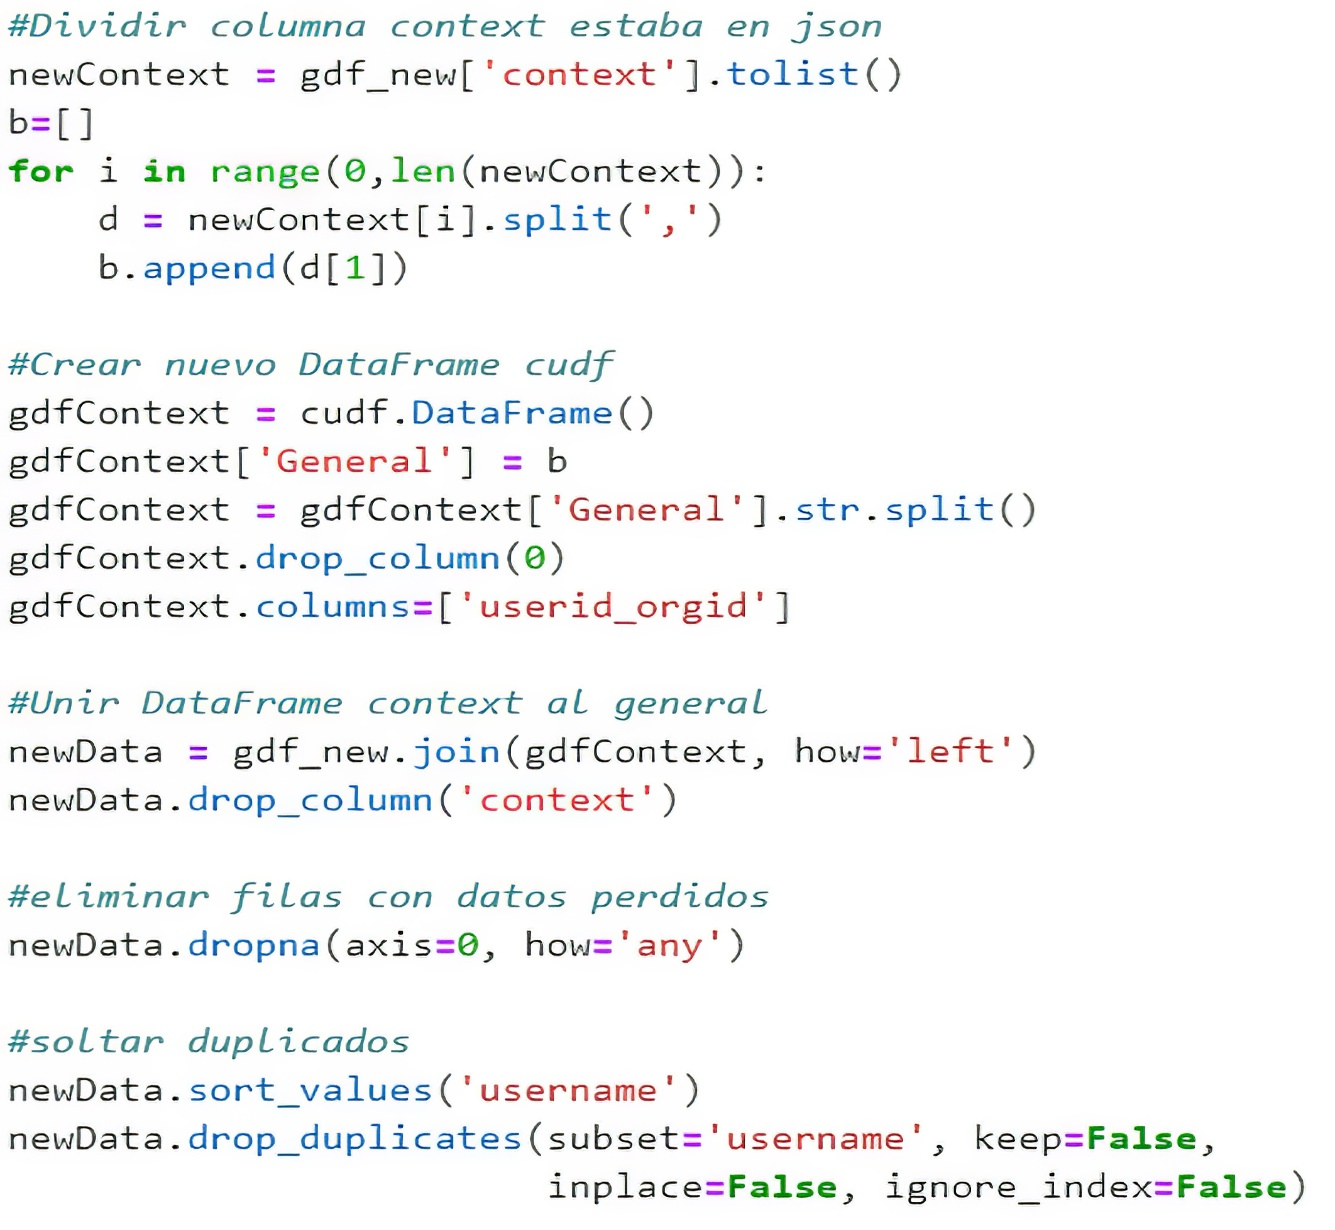 #Dividir columna context estaba en json
newContext = gdf_new['context'].tolist()
b=[]
for i in range(0,len(newContext)):
    d = newContext[i].split(',')
    b.append(d[1])

#Crear nuevo DataFrame cudf
gdfContext = cudf.DataFrame()
gdfContext['General'] = b
gdfContext = gdfContext['General'].str.split()
gdfContext.drop_column(0)
gdfContext.columns=['userid_orgid']

#Unir DataFrame context al general
newData = gdf_new.join(gdfContext, how='left')
newData.drop_column('context')

#eliminar filas con datos perdidos
newData.dropna(axis=0, how='any')

#soltar duplicados
newData.sort_values('username')
newData.drop_duplicates(subset='username', keep=False,
                        inplace=False, ignore_index=False)